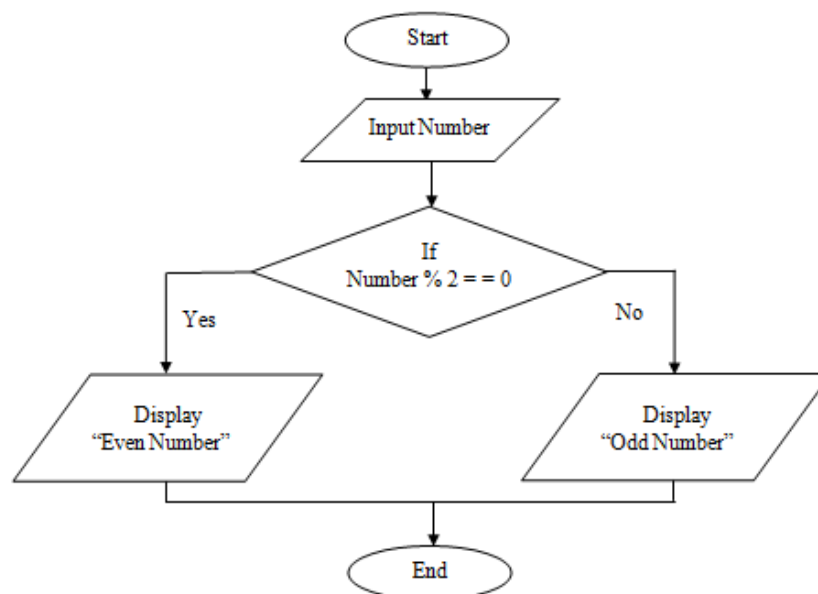 Start
Input Number
If
Number % 2 = = 0
Yes
No
Display
“Even Number”
Display
“Odd Number”
End